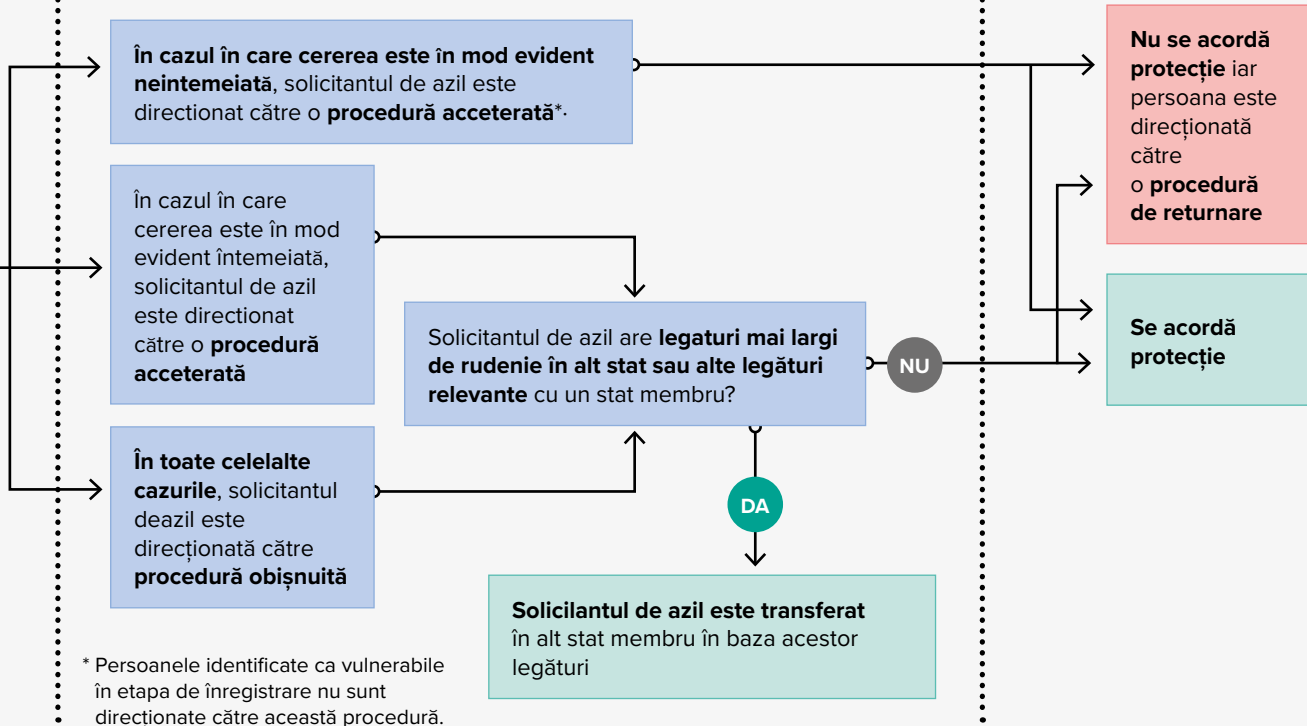 În cazul în care cererea este în mod evident
neintemeiată, solicitantul de azil este
directionat către o procedură acceterată*.
În cazul în care
cererea este în mod
evident întemeiată,
solicitantul de azil
este directionat
către o procedură
acceterată
În toate celelalte
cazurile, solicitantul
deazil este
direcționată către
procedură obișnuită
* Persoanele identificate ca vulnerabile
în etapa de înregistrare nu sunt
direcționate către această procedură.
Solicitantul de azil are legaturi mai largi
de rudenie în alt stat sau alte legături
relevante cu un stat membru?
NU
DA
Solicilantul de azil este transferat
în alt stat membru în baza acestor
legături
Nu se acordă
protecție iar
persoana este
direcționată
către
o procedură
de returnare
Se acordă
protecție